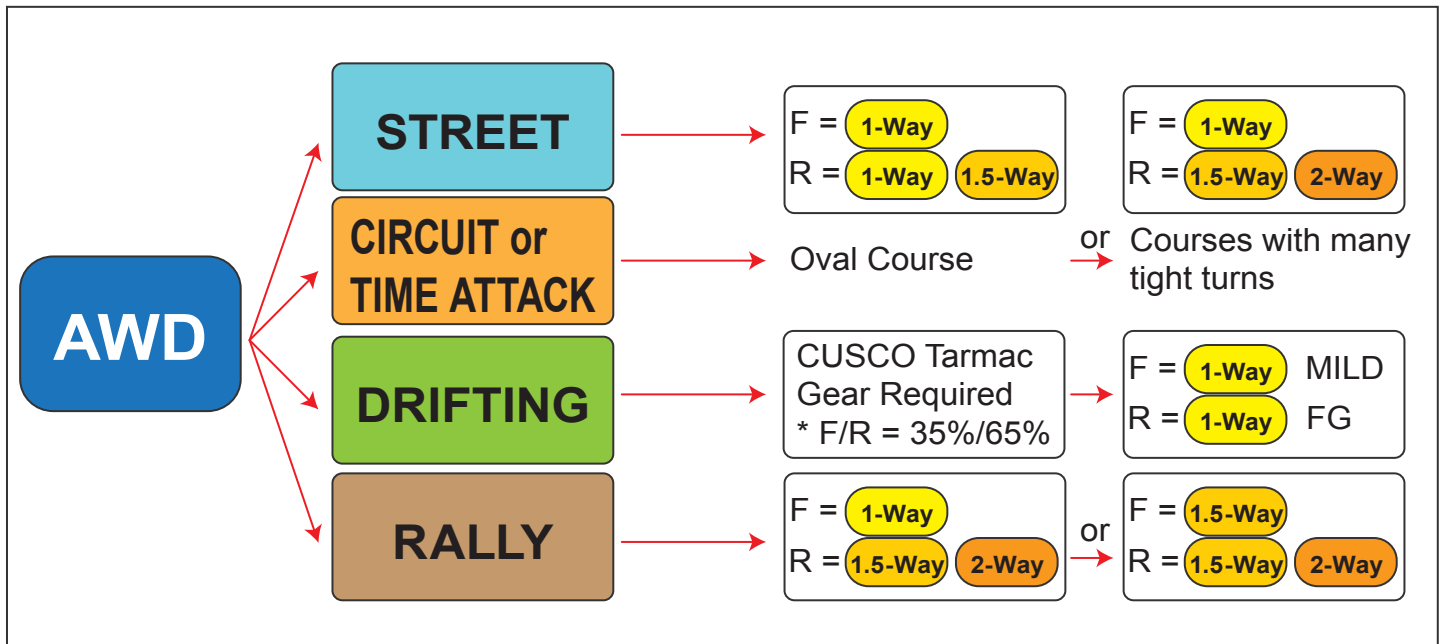 AWD
STREET
F = 1-Way
R = 1-Way 1.5-Way
F = 1-Way
R = 1.5-Way 2-Way
CIRCUIT or
TIME ATTACK
Oval Course
or
Courses with many
tight turns
DRIFTING
CUSCO Tarmac
Gear Required
* F/R = 35%/65%
F = 1-Way MILD
R = 1-Way FG
RALLY
F = 1-Way
R = 1.5-Way 2-Way
or
F = 1.5-Way
R = 1.5-Way 2-Way